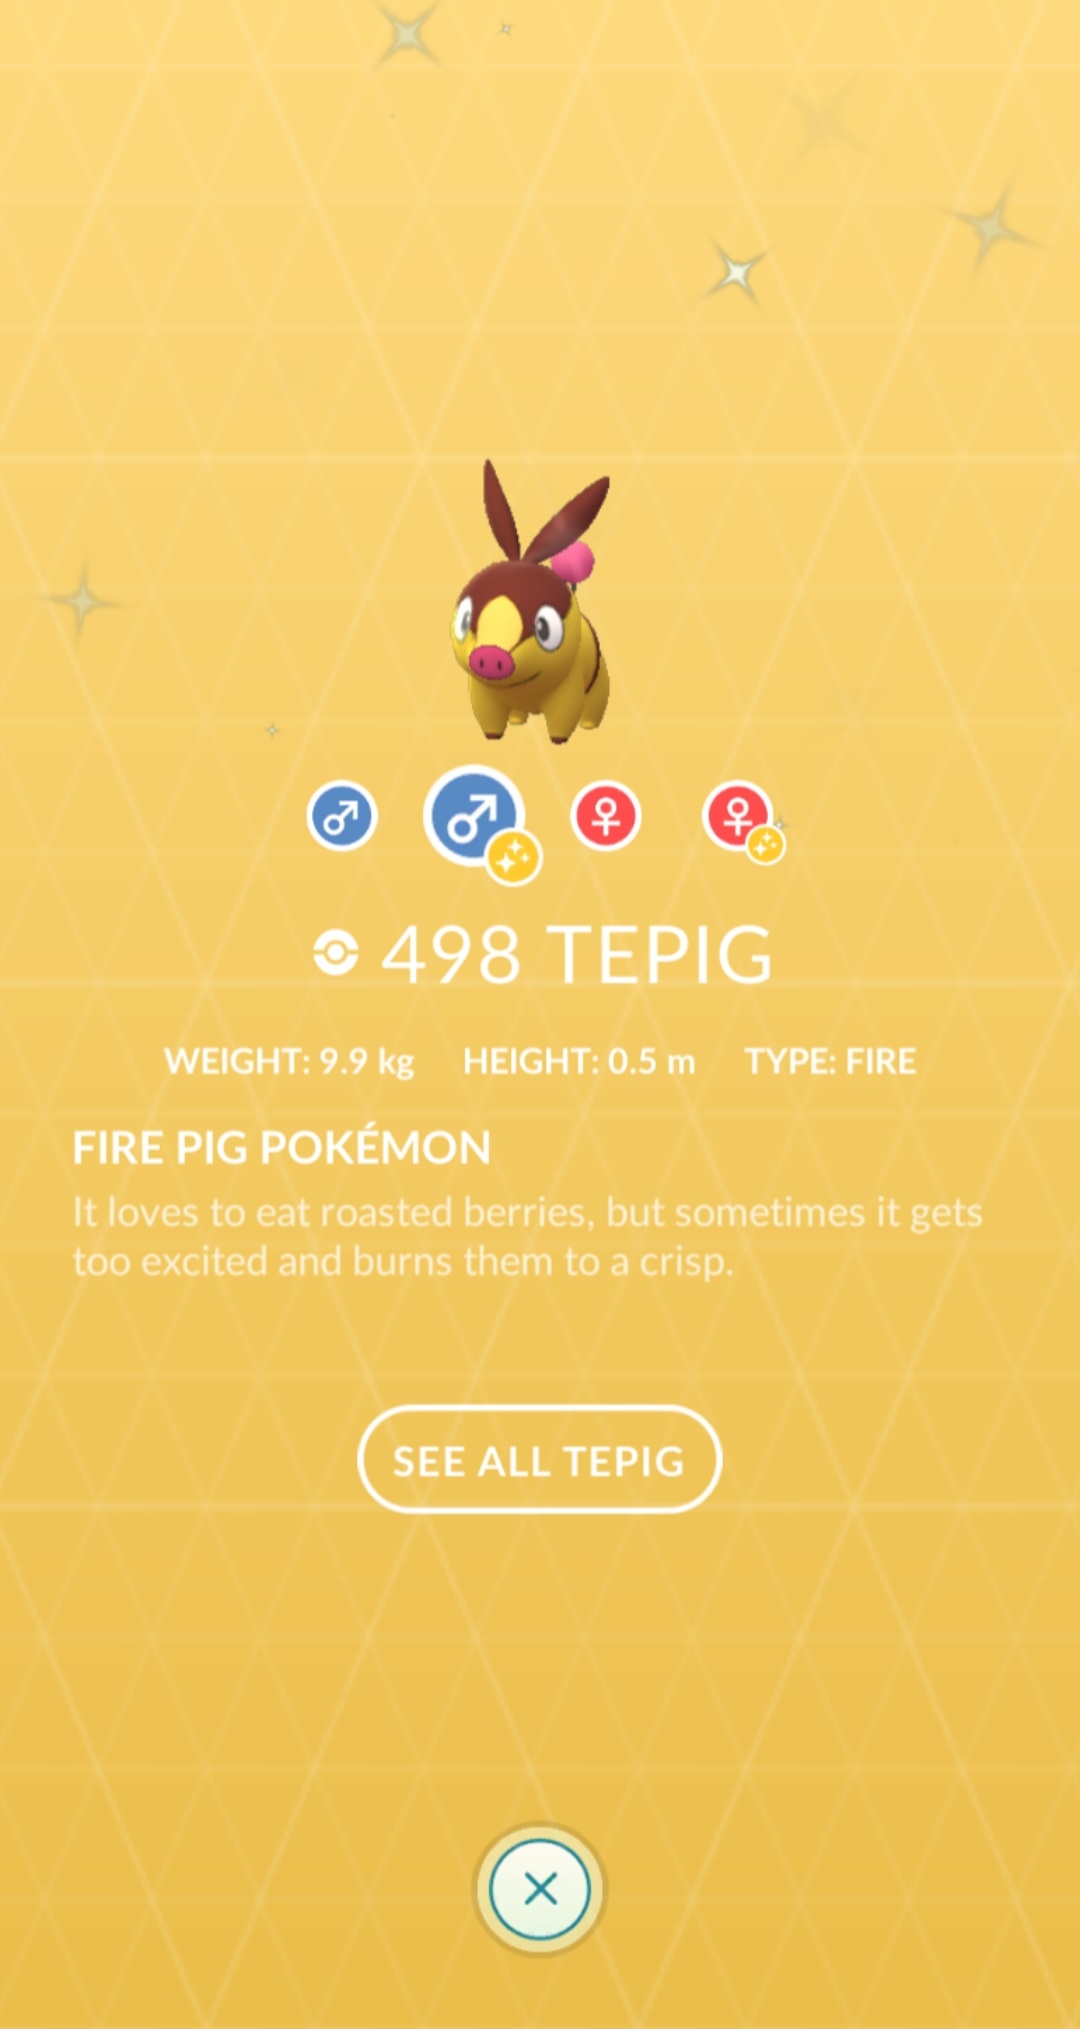 498 TEPIG
WEIGHT: 9.9 kg HEIGHT: 0.5 m TYPE: FIRE
FIRE PIG POKÉMON
It loves to eat roasted berries, but sometimes it gets
too excited and burns them to a crisp.
SEE ALL TEPIG